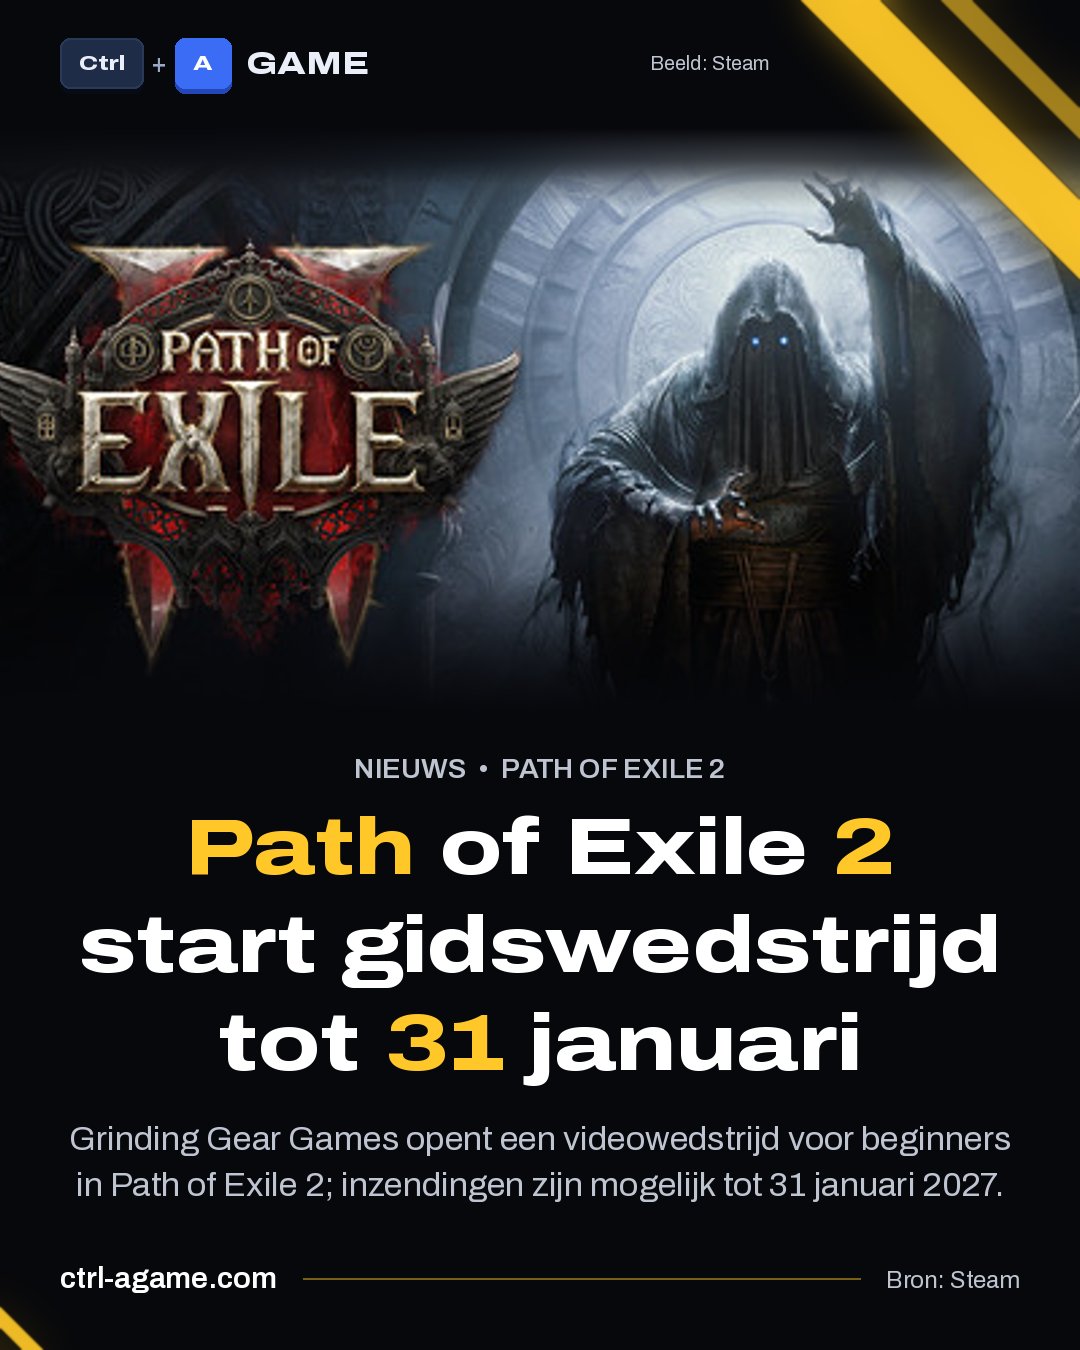 Ctrl + A GAME
Beeld: Steam
PATH OF
EXILE
NIEUWS • PATH OF EXILE 2
Path of Exile 2
start gidswedstrijd
tot 31 januari
Grinding Gear Games opent een videowedstrijd voor beginners
in Path of Exile 2; inzendingen zijn mogelijk tot 31 januari 2027.
ctrl-agame.com
Bron: Steam